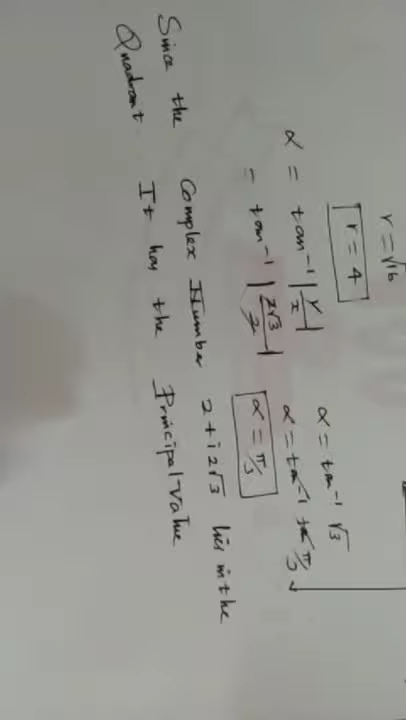 r = √16
r = 4
α = tan⁻¹ |y/x|
= tan⁻¹ |2√3/2|
α = tan⁻¹ √3
α = tan⁻¹ π/3
α = π/3
Since the Complex Number 2 + i2√3 lies in the
Quadrant It has the Principal Value